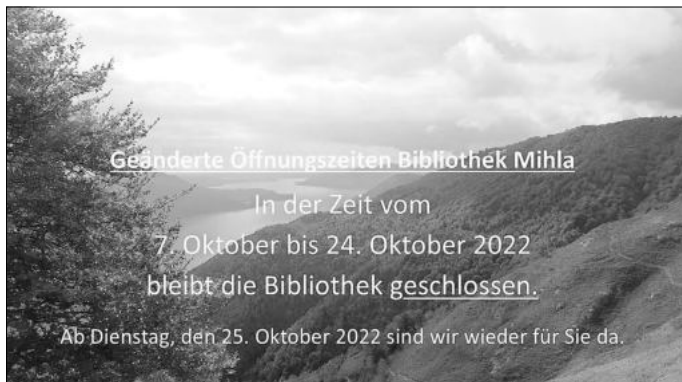 Geänderte Öffnungszeiten Bibliothek Mihla
In der Zeit vom
7. Oktober bis 24. Oktober 2022
bleibt die Bibliothek geschlossen.
Ab Dienstag, den 25. Oktober 2022 sind wir wieder für Sie da.